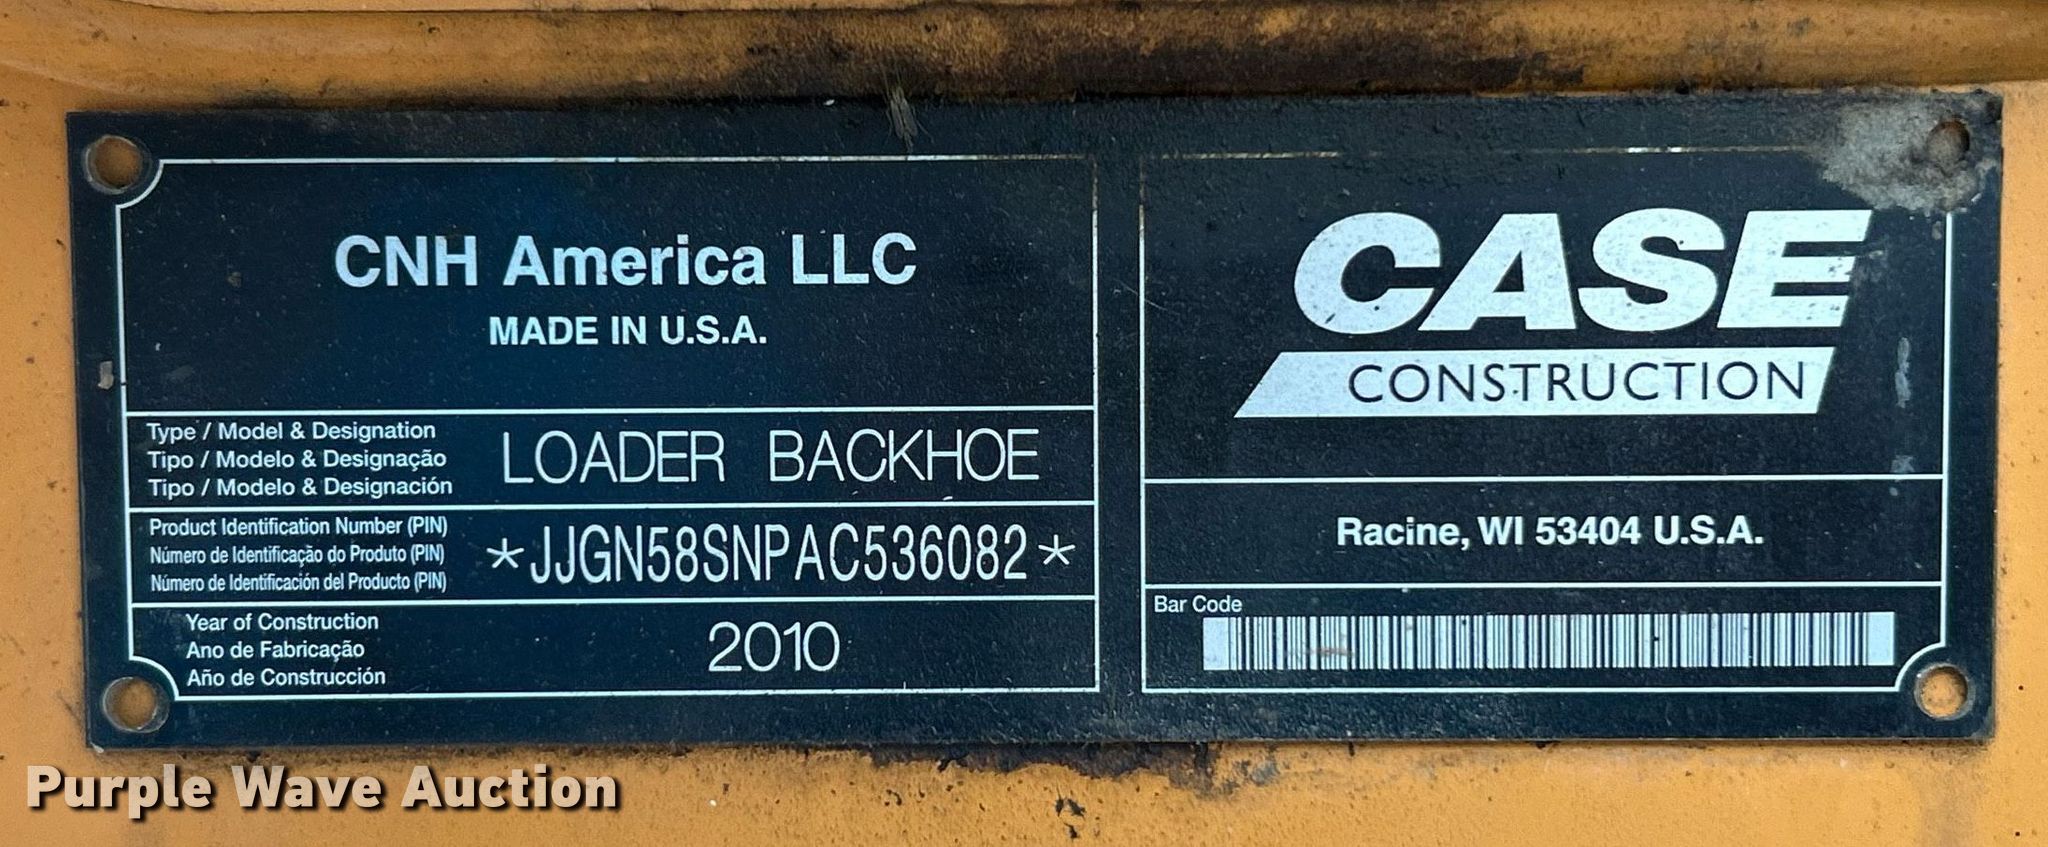 CNH America LLC
MADE IN U.S.A.
Type / Model & Designation
Tipo / Modelo & Designação
Tipo / Modelo & Designación
LOADER BACKHOE
Product Identification Number (PIN)
Número de Identificação do Produto (PIN)
Número de Identificación del Producto (PIN)
*JJGN58SNPAC536082*
Year of Construction
Ano de Fabricação
Año de Construcción
2010
CASE
CONSTRUCTION
Racine, WI 53404 U.S.A.
Bar Code
Purple Wave Auction